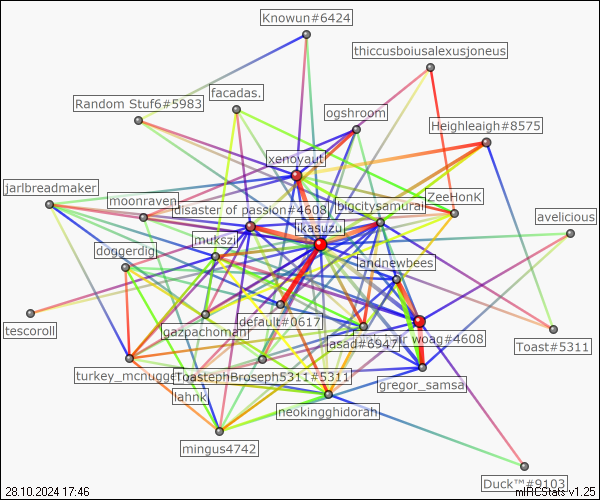 Knowun#6424
thiccusboiusalexusjoneus
facadas.
Random Stuf6#5983
ogshroom
Heighleaigh#8575
xenoyaut
jarlbreadmaker
moonraven
ZeeHonK
disaster of passion#4608
bigcitysamurai
avelicious
ikasuzu
mukszi
doggerdig
andnewbees
default#0617
tescoroll
gazpachoman
woag#4608
asad#6947
Toast#5311
turkey_mcnugge
ToastephBroseph5311#5311
gregor_samsa
lahnk
neokingghidorah
mingus4742
Duck™#9103
28.10.2024 17:46
mIRCStats v1.25